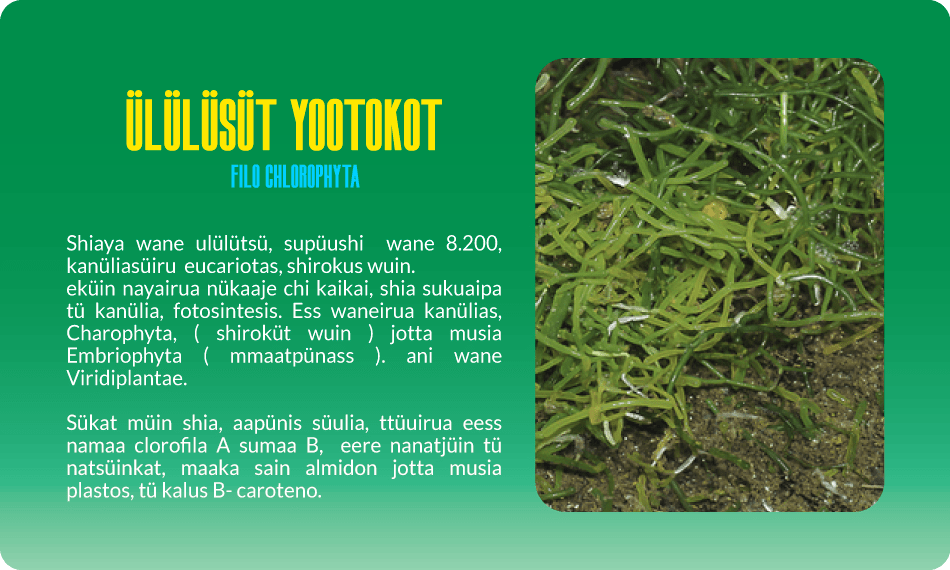 ÜLÜLÜSÜT YOOTOKOT
FILO CHLOROPHYTA
Shiaya wane ulülütsü, supüushi wane 8.200,
kanüliasüiru eucariotas, shirokus wuin.
eküin nayairua nükaaje chi kaikai, shia sukuaipa
tü kanülia, fotosintesis. Ess waneirua kanülias,
Charophyta, ( shiroküt wuin ) jotta musia
Embriophyta ( mmaatpünass ). ani wane
Viridiplantae.
Sükat müin shia, aapünis süulia, ttüuirua eess
namaa clorofila A sumaa B, eere nanatjüin tü
natsüinkat, maaka sain almidon jotta musia
plastos, tü kalus B- caroteno.